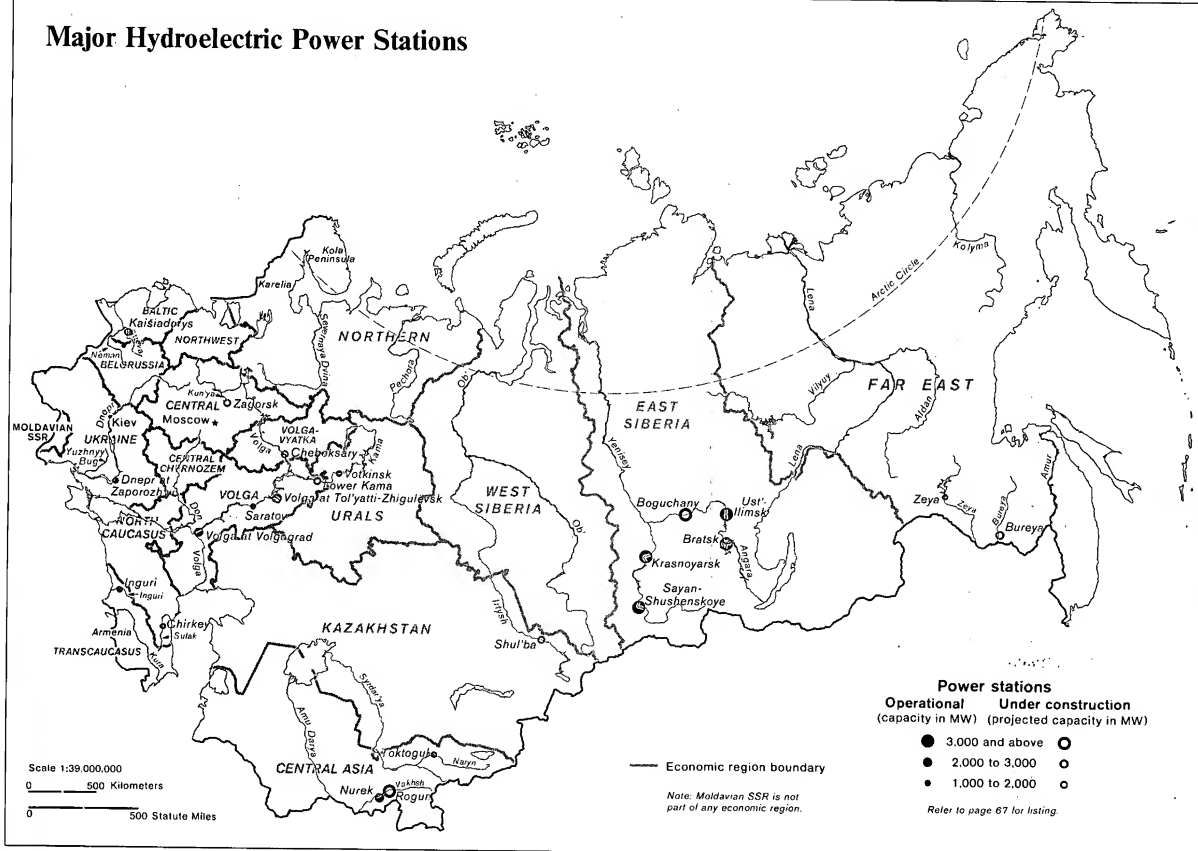 Major Hydroelectric Power Stations
Kola
Peninsula
Karelia
Kolyma
Arctic Circle
Lena
BALTIC
Kaišiadorys
NORTHWEST
NORTHERN
Severnaya Dvina
Neman
BELORUSSIA
Pechora
Ob'
Vilyuy
FAR EAST
Aldan
Kun'ya
CENTRAL
Zagorsk
Moscow
EAST
SIBERIA
Dnepr
Kiev
MOLDAVIAN
SSR
UKRAINE
Yuzhnyy
Bug
Volga
VOLGA-
VYATKA
Cheboksary
Kama
Yenisey
Lena
Amur
CENTRAL
CHERNOZEM
Votkinsk
Lower Kama
Dnepr at
Zaporozh'ye
VOLGA
Volga at Tol'yatti-Zhigulevsk
WEST
SIBERIA
Boguchany
Ust'-
Ilimsk
Zeya
Zeya
Bureya
Bureya
Don
Saratov
URALS
Ob'
NORTH
CAUCASUS
Volga at Volgagrad
Bratsk
Angara
Krasnoyarsk
Volga
Inguri
Inguri
Sayan-
Shushenskoye
Irtysh
Armenia
Chirkey
Sulak
KAZAKHSTAN
Shul'ba
TRANSCAUCASUS
Kura
Syrdar'ya
Amu Darya
Toktogul
Naryn
CENTRAL ASIA
Vakhsh
Nurek
Rogun
Scale 1:39,000,000
0 500 Kilometers
0 500 Statute Miles
Economic region boundary
Note: Moldavian SSR is not
part of any economic region.
Power stations
Operational Under construction
(capacity in MW) (projected capacity in MW)
3,000 and above
2,000 to 3,000
1,000 to 2,000
Refer to page 67 for listing.